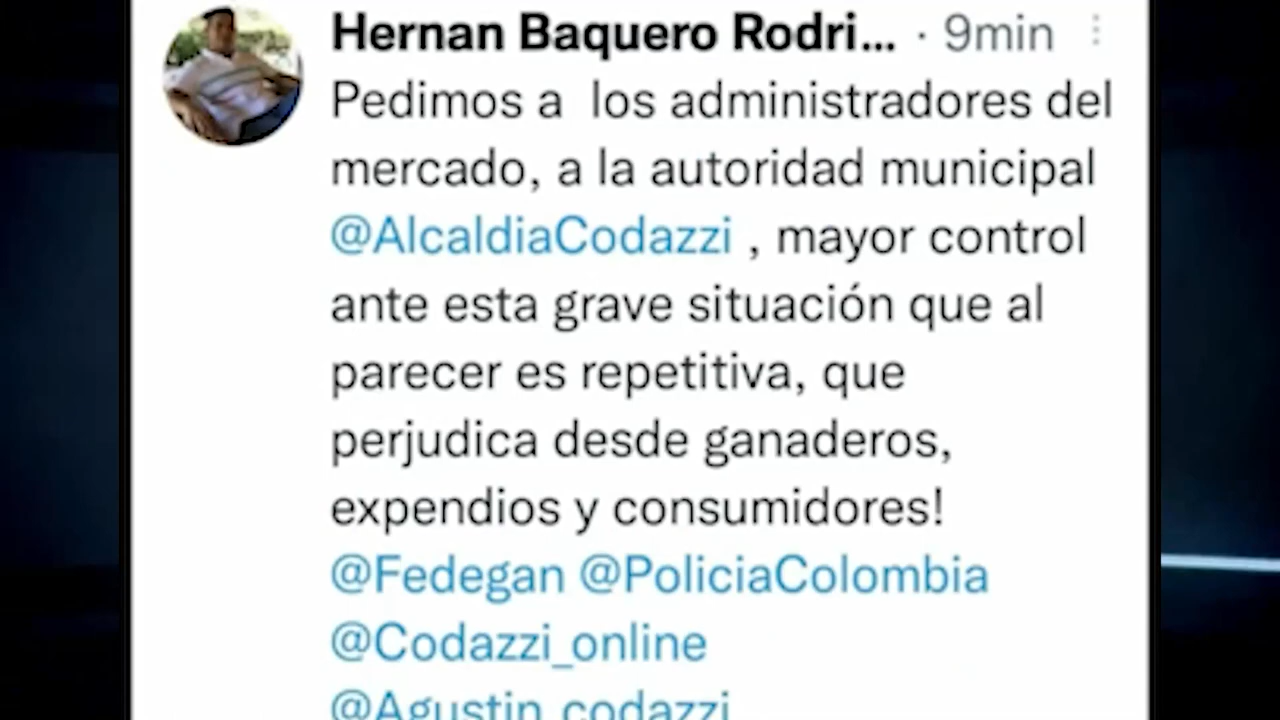 Hernan Baquero Rodri... · 9min
Pedimos a los administradores del
mercado, a la autoridad municipal
@AlcaldiaCodazzi , mayor control
ante esta grave situación que al
parecer es repetitiva, que
perjudica desde ganaderos,
expendios y consumidores!
@Fedegan @PoliciaColombia
@Codazzi_online
@Agustin_codazzi